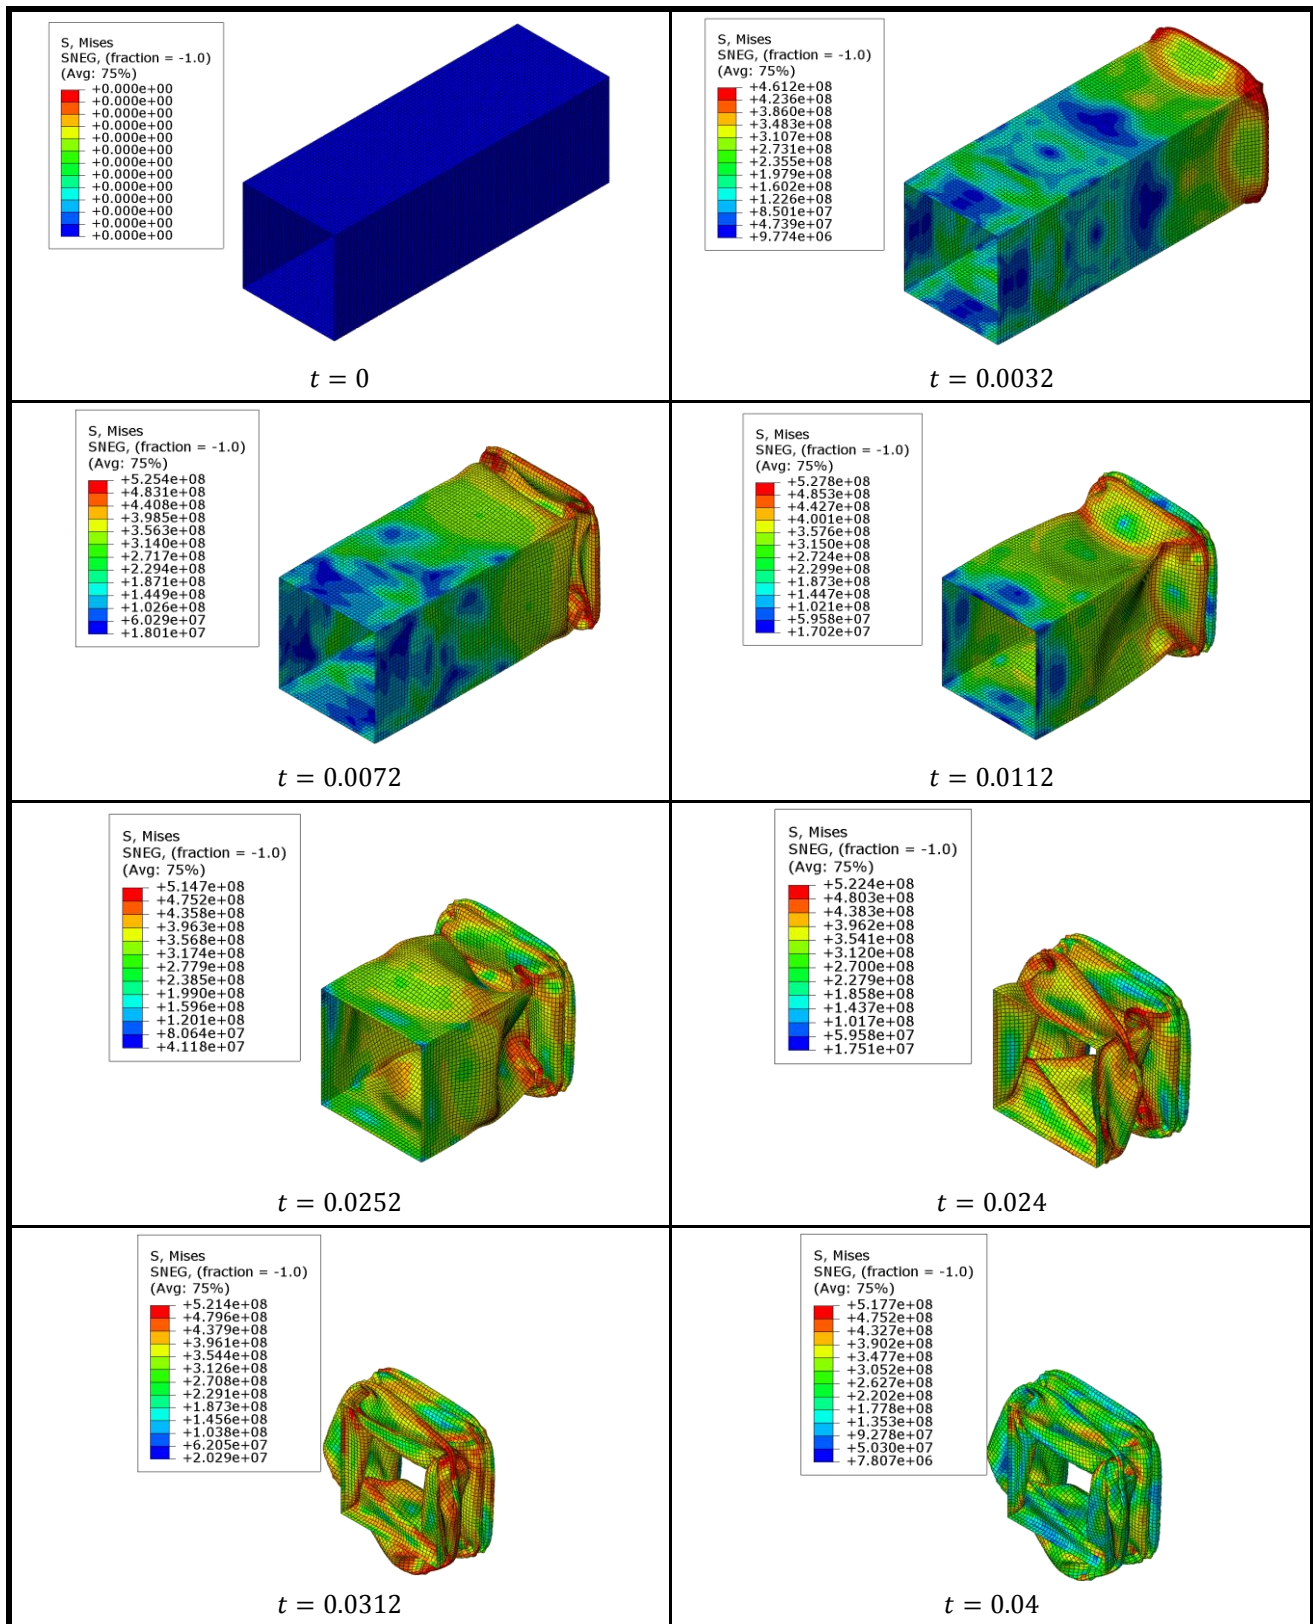 S, Mises
SNEG, (fraction = -1.0)
(Avg: 75%)
+0.000e+00
+0.000e+00
+0.000e+00
+0.000e+00
+0.000e+00
+0.000e+00
+0.000e+00
+0.000e+00
+0.000e+00
+0.000e+00
+0.000e+00
+0.000e+00
+0.000e+00
t = 0
S, Mises
SNEG, (fraction = -1.0)
(Avg: 75%)
+4.612e+08
+4.236e+08
+3.860e+08
+3.483e+08
+3.107e+08
+2.731e+08
+2.355e+08
+1.979e+08
+1.602e+08
+1.226e+08
+8.501e+07
+4.739e+07
+9.774e+06
t = 0.0032
S, Mises
SNEG, (fraction = -1.0)
(Avg: 75%)
+5.254e+08
+4.831e+08
+4.408e+08
+3.985e+08
+3.563e+08
+3.140e+08
+2.717e+08
+2.294e+08
+1.871e+08
+1.449e+08
+1.026e+08
+6.029e+07
+1.801e+07
t = 0.0072
S, Mises
SNEG, (fraction = -1.0)
(Avg: 75%)
+5.278e+08
+4.853e+08
+4.427e+08
+4.001e+08
+3.576e+08
+3.150e+08
+2.724e+08
+2.299e+08
+1.873e+08
+1.447e+08
+1.021e+08
+5.958e+07
+1.702e+07
t = 0.0112
S, Mises
SNEG, (fraction = -1.0)
(Avg: 75%)
+5.147e+08
+4.752e+08
+4.358e+08
+3.963e+08
+3.568e+08
+3.174e+08
+2.779e+08
+2.385e+08
+1.990e+08
+1.596e+08
+1.201e+08
+8.064e+07
+4.118e+07
t = 0.0252
S, Mises
SNEG, (fraction = -1.0)
(Avg: 75%)
+5.224e+08
+4.803e+08
+4.383e+08
+3.962e+08
+3.541e+08
+3.120e+08
+2.700e+08
+2.279e+08
+1.858e+08
+1.437e+08
+1.017e+08
+5.958e+07
+1.751e+07
t = 0.024
S, Mises
SNEG, (fraction = -1.0)
(Avg: 75%)
+5.214e+08
+4.796e+08
+4.379e+08
+3.961e+08
+3.544e+08
+3.126e+08
+2.708e+08
+2.291e+08
+1.873e+08
+1.456e+08
+1.038e+08
+6.205e+07
+2.029e+07
t = 0.0312
S, Mises
SNEG, (fraction = -1.0)
(Avg: 75%)
+5.177e+08
+4.752e+08
+4.327e+08
+3.902e+08
+3.477e+08
+3.052e+08
+2.627e+08
+2.202e+08
+1.778e+08
+1.353e+08
+9.278e+07
+5.030e+07
+7.807e+06
t = 0.04